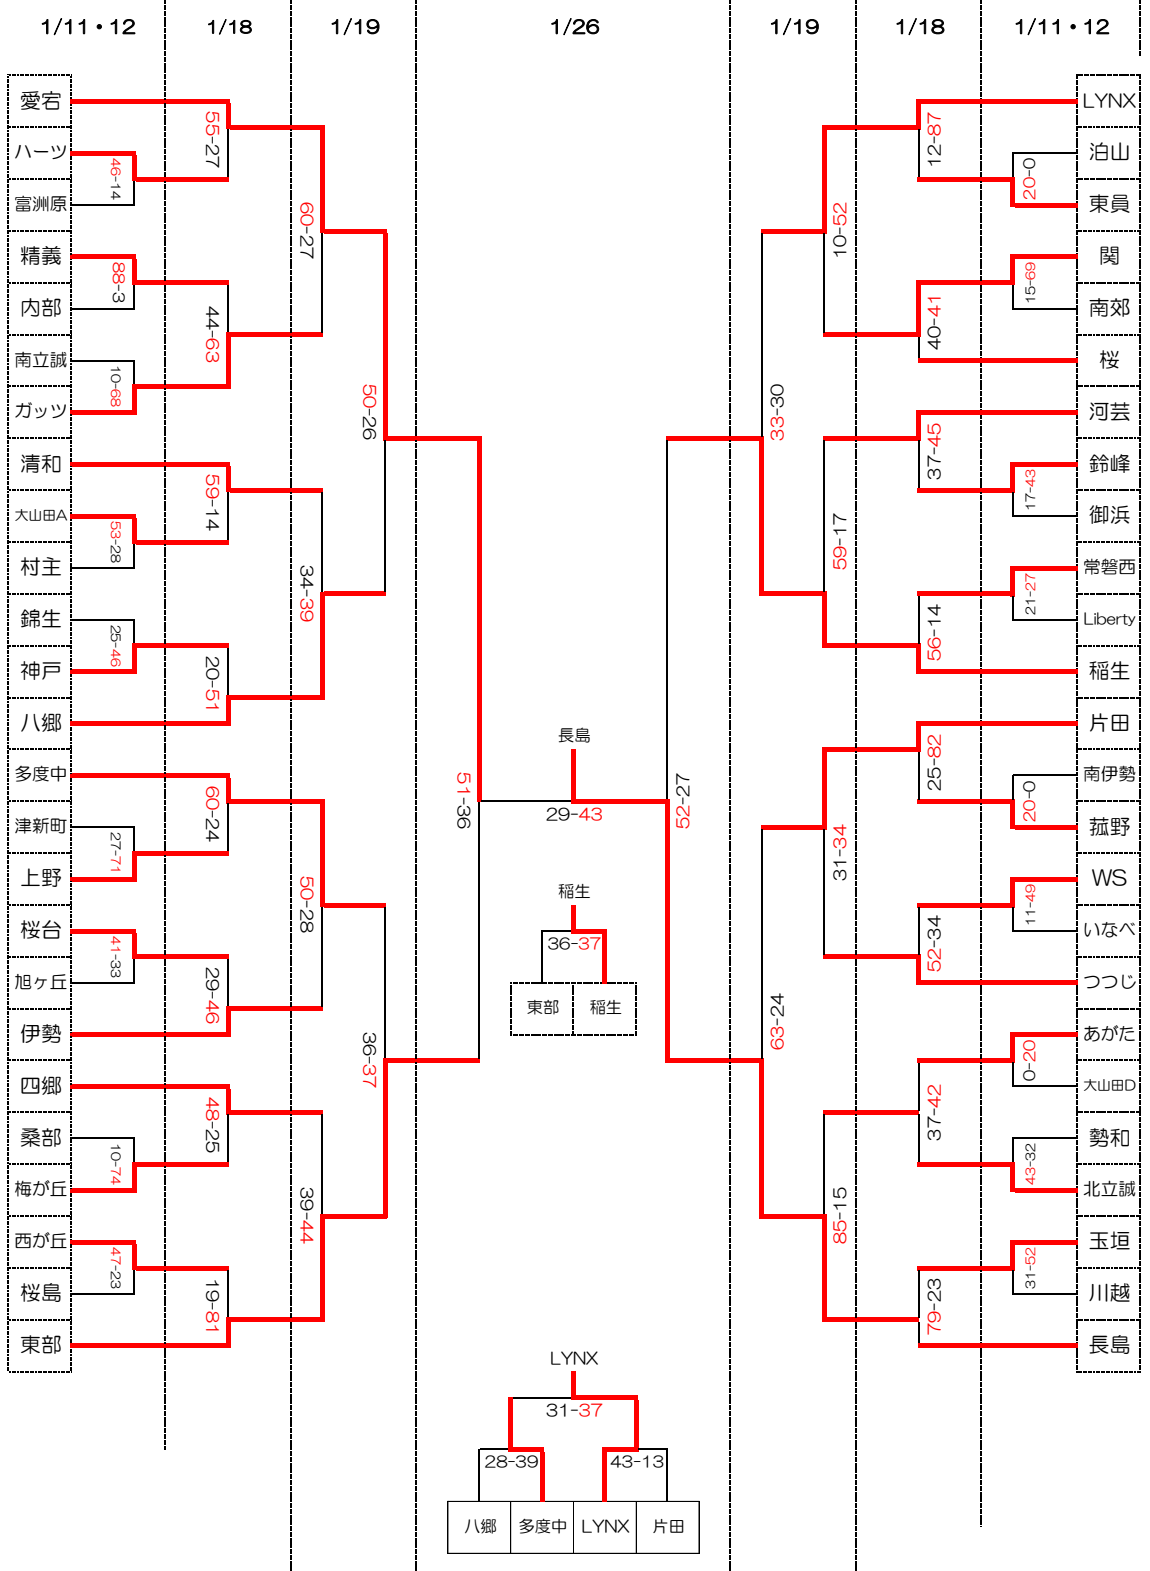 1/11・12 1/18 1/19 1/26 1/19 1/18 1/11・12
愛宕
ハーツ
富洲原
精義
内部
南立誠
ガッツ
清和
大山田A
村主
錦生
神戸
八郷
多度中
津新町
上野
桜台
旭ヶ丘
伊勢
四郷
桑部
梅が丘
西が丘
桜島
東部
46-14
88-3
10-68
53-28
25-46
27-71
41-33
10-74
47-23
55-27
44-63
59-14
20-51
60-24
29-46
48-25
19-81
60-27
34-39
50-28
39-44
50-26
36-37
51-36
長島
29-43
稲生
36-37
東部 稲生
LYNX
31-37
28-39 43-13
八郷 多度中 LYNX 片田
52-27
33-30
63-24
10-52
59-17
31-34
85-15
12-87
40-41
37-45
56-14
25-82
52-34
37-42
79-23
20-0
15-69
17-43
21-27
20-0
11-49
0-20
43-32
31-52
LYNX
泊山
東員
関
南郊
桜
河芸
鈴峰
御浜
常磐西
Liberty
稲生
片田
南伊勢
菰野
WS
いなべ
つつじ
あがた
大山田D
勢和
北立誠
玉垣
川越
長島